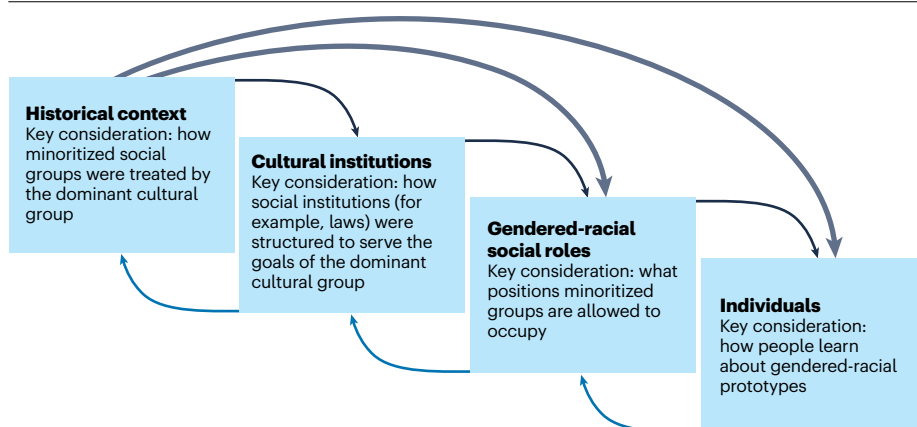 Historical context
Key consideration: how
minoritized social
groups were treated by
the dominant cultural
group
Cultural institutions
Key consideration: how
social institutions (for
example, laws) were
structured to serve the
goals of the dominant
cultural group
Gendered-racial
social roles
Key consideration: what
positions minoritized
groups are allowed to
occupy
Individuals
Key consideration:
how people learn
about gendered-racial
prototypes